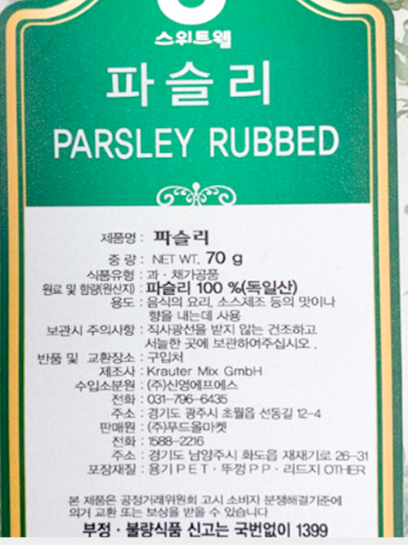 스위트웹
파슬리
PARSLEY RUBBED
제품명 : 파슬리
중 량 : NET WT. 70 g
식품유형 : 과·채가공품
원료 및 함량(원산지) : 파슬리 100 %(독일산)
용도 : 음식의 요리, 소스제조 등의 맛이나
향을 내는데 사용
보관시 주의사항 : 직사광선을 받지 않는 건조하고
서늘한 곳에 보관하여주십시오.
반품 및 교환장소 : 구입처
제조사 : Krauter Mix GmbH
수입소분원 : (주)신영에프에스
전화 : 031-796-6435
주소 : 경기도 광주시 초월읍 선동길 12-4
판매원 : (주)푸드올마켓
전화 : 1588-2216
주소 : 경기도 남양주시 화도읍 재재기로 26-31
포장재질 : 용기 P E T · 뚜껑 P P · 리드지 OTHER
본 제품은 공정거래위원회 고시 소비자 분쟁해결기준에
의거 교환 또는 보상을 받을 수 있습니다
부정·불량식품 신고는 국번없이 1399